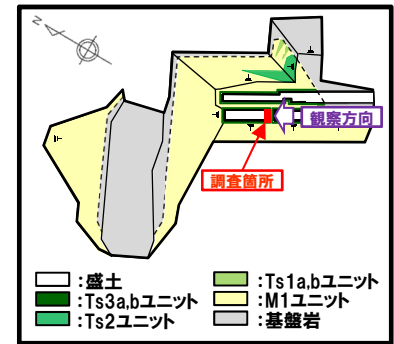 N
観察方向
調査箇所
:盛土
:Ts1a,bユニット
:Ts3a,bユニット
:M1ユニット
:Ts2ユニット
:基盤岩